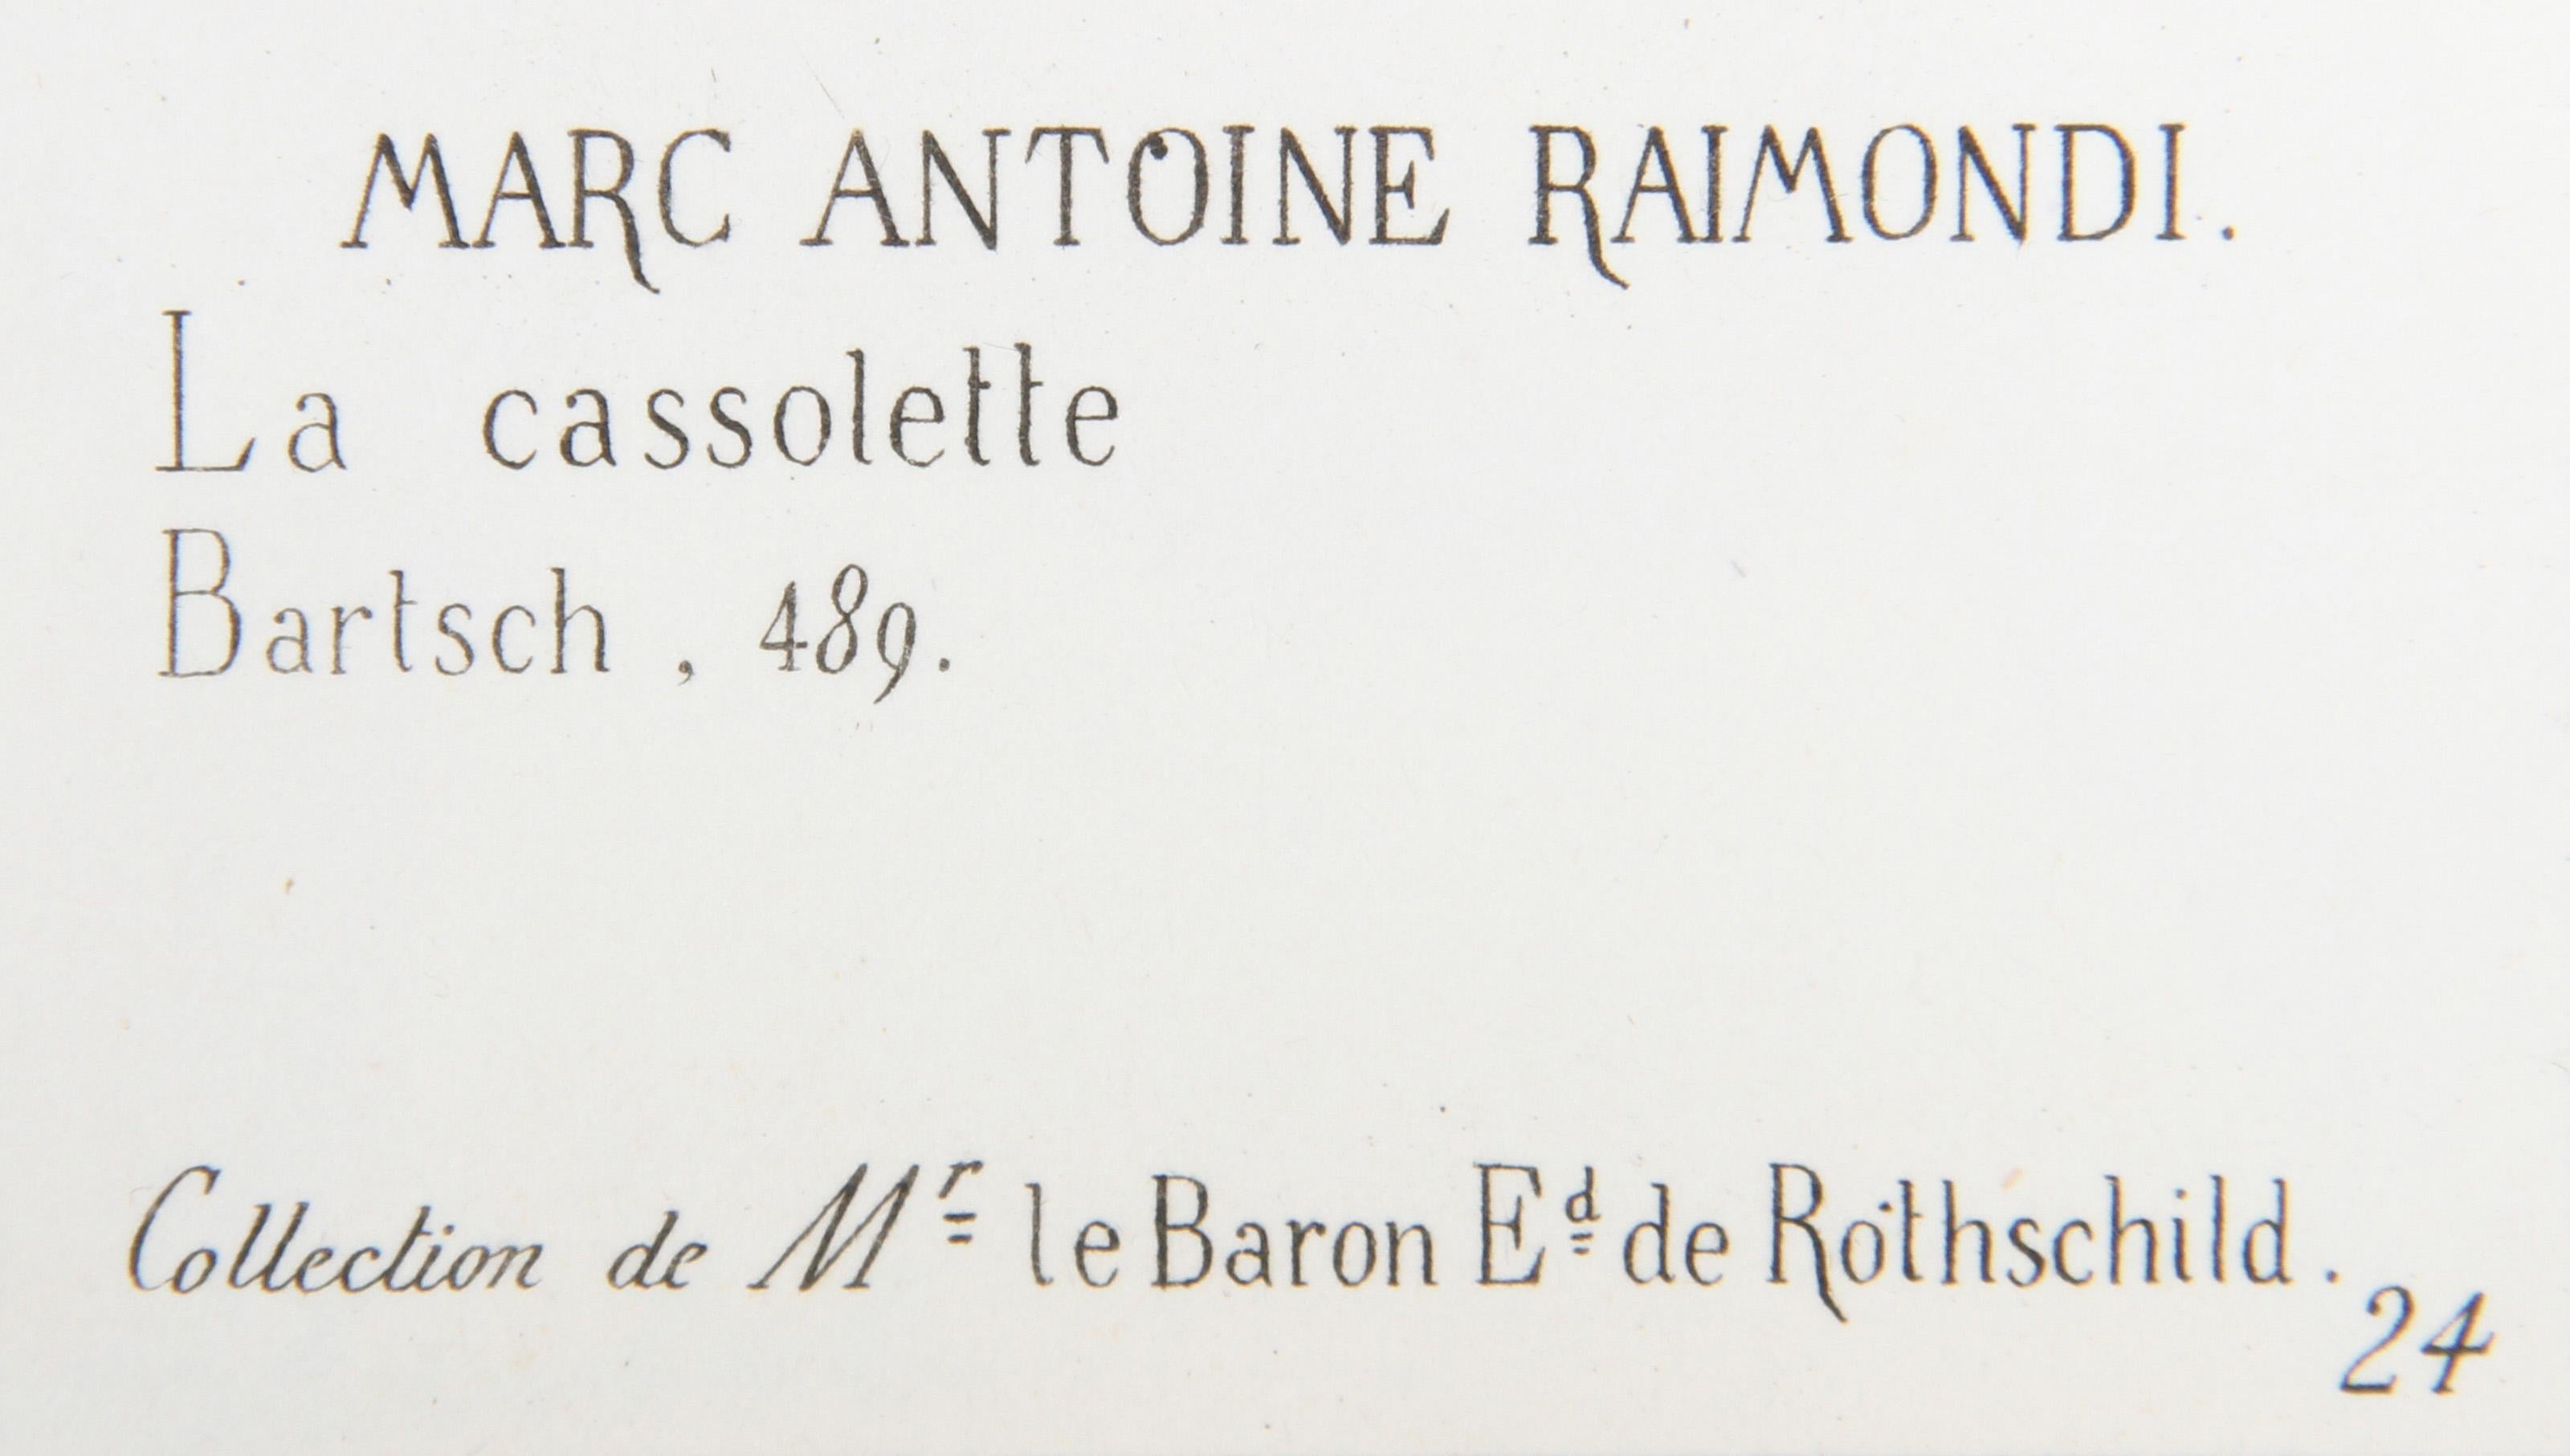 MARC ANTOINE RAIMONDI.
La cassolette
Bartsch, 489.
Collection de Mr le Baron Ed de Rothschild.
24